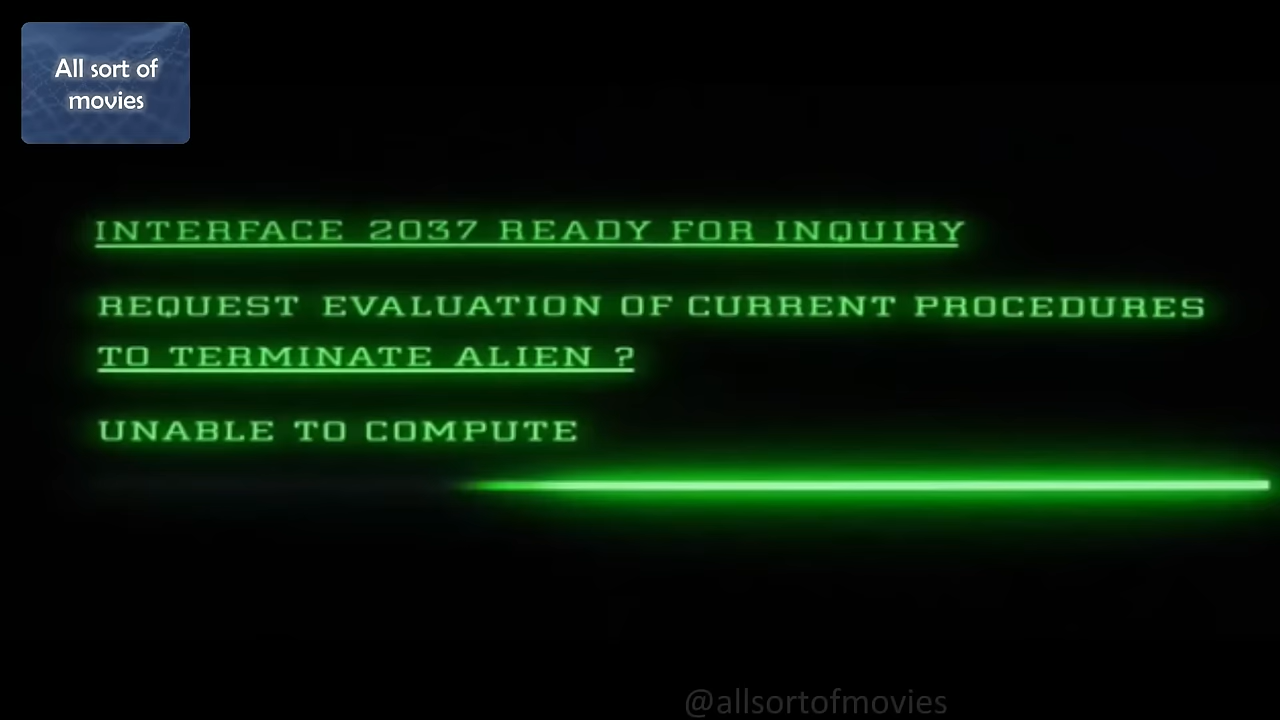 All sort of
movies
INTERFACE 2037 READY FOR INQUIRY
REQUEST EVALUATION OF CURRENT PROCEDURES
TO TERMINATE ALIEN ?
UNABLE TO COMPUTE
@allsortofmovies